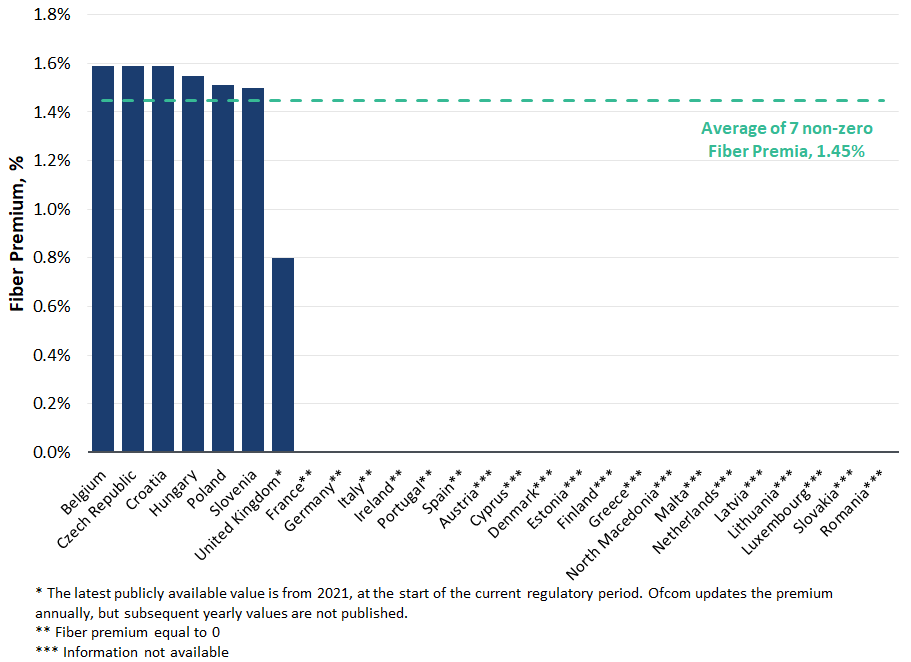 1.8%
1.6%
1.4%
1.2%
1.0%
0.8%
0.6%
0.4%
0.2%
0.0%
Fiber Premium, %
Average of 7 non-zero
Fiber Premia, 1.45%
Belgium
Czech Republic
Croatia
Hungary
Poland
Slovenia
United Kingdom*
France**
Germany**
Italy**
Ireland**
Portugal**
Spain**
Austria***
Cyprus***
Denmark***
Estonia***
Finland***
Greece***
North Macedonia***
Malta***
Netherlands***
Latvia***
Lithuania***
Luxembourg***
Slovakia***
Romania***
* The latest publicly available value is from 2021, at the start of the current regulatory period. Ofcom updates the premium
annually, but subsequent yearly values are not published.
** Fiber premium equal to 0
*** Information not available